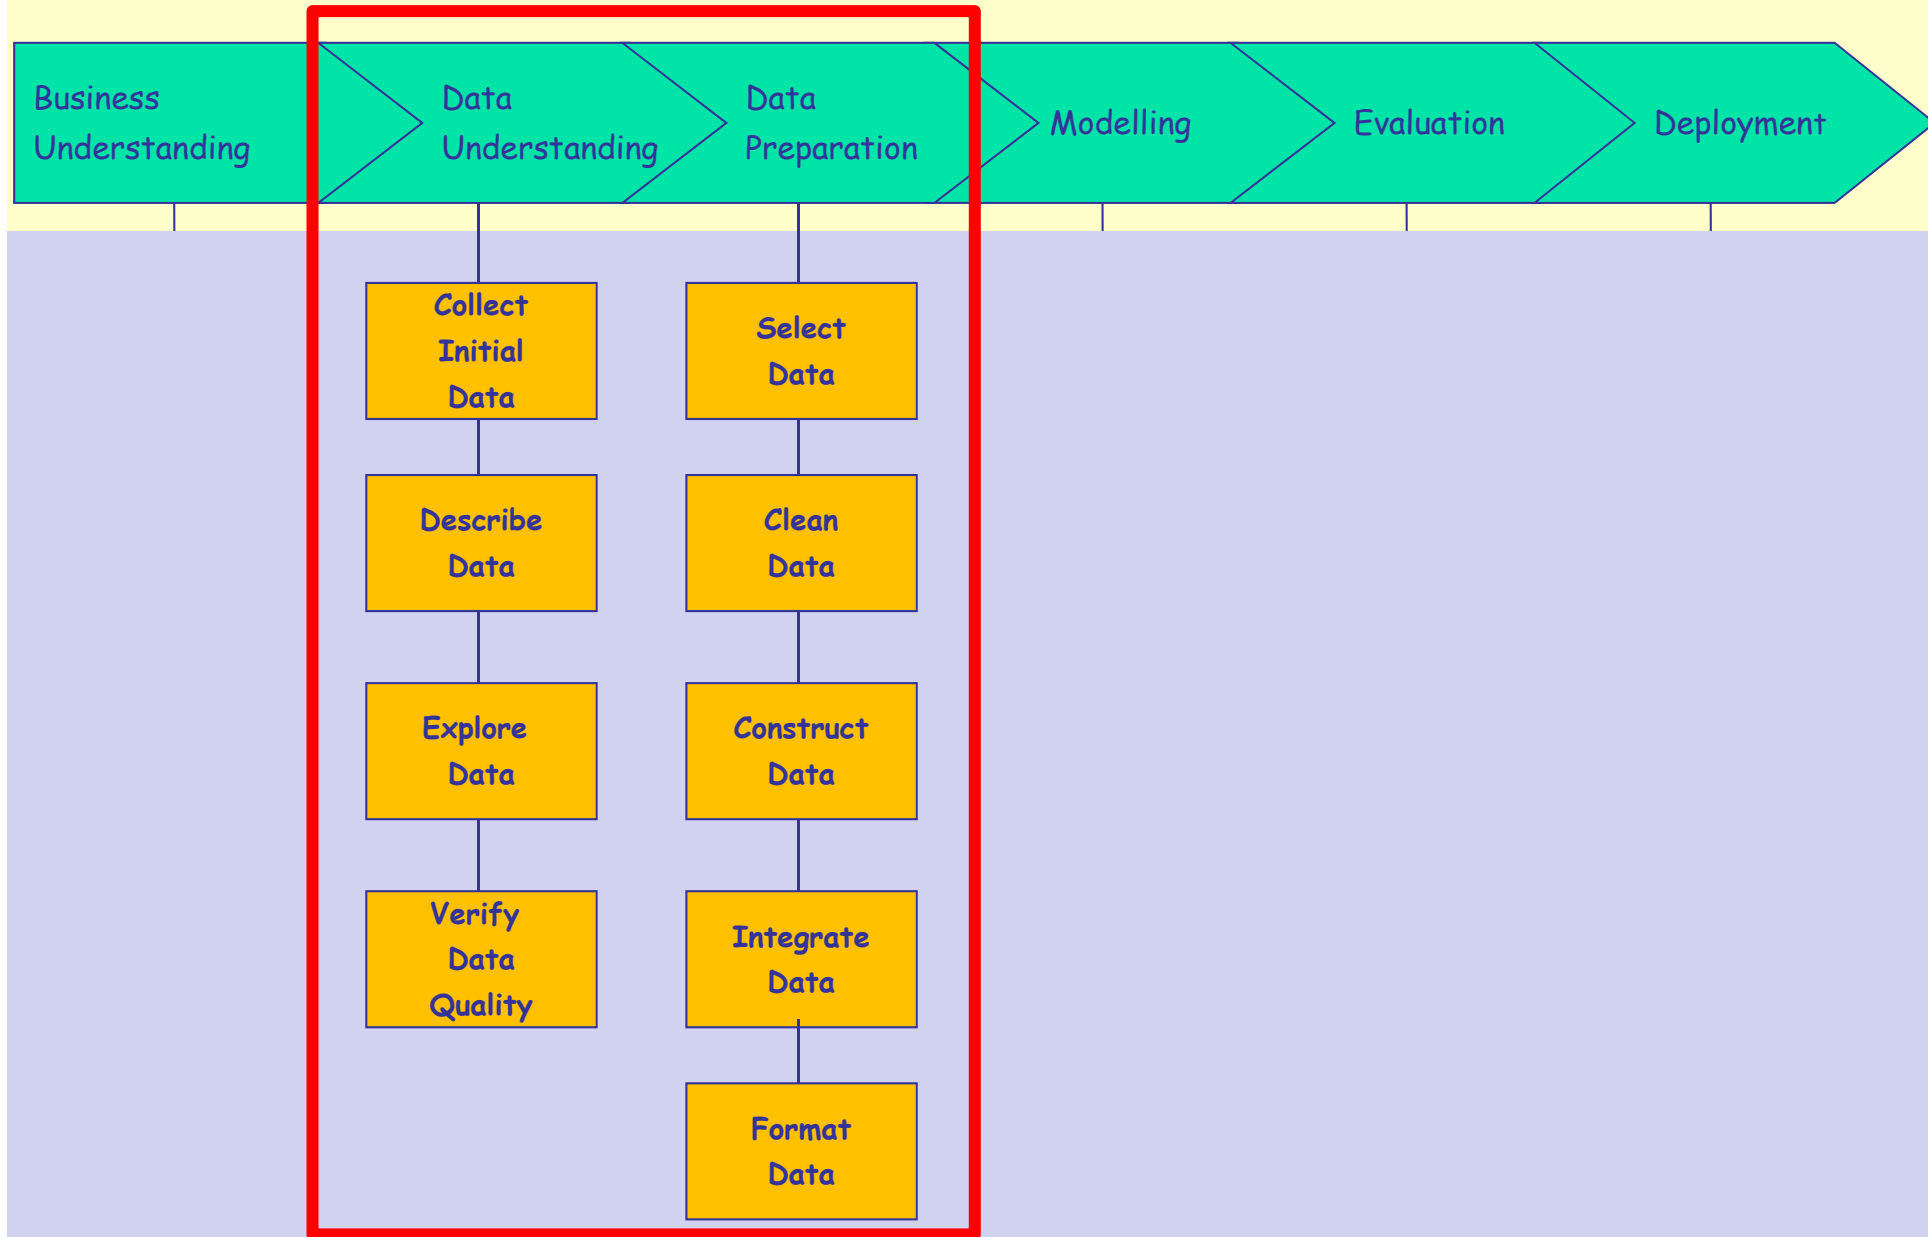 Business
Understanding
Data
Understanding
Data
Preparation
Modelling
Evaluation
Deployment
Collect
Initial
Data
Describe
Data
Explore
Data
Verify
Data
Quality
Select
Data
Clean
Data
Construct
Data
Integrate
Data
Format
Data